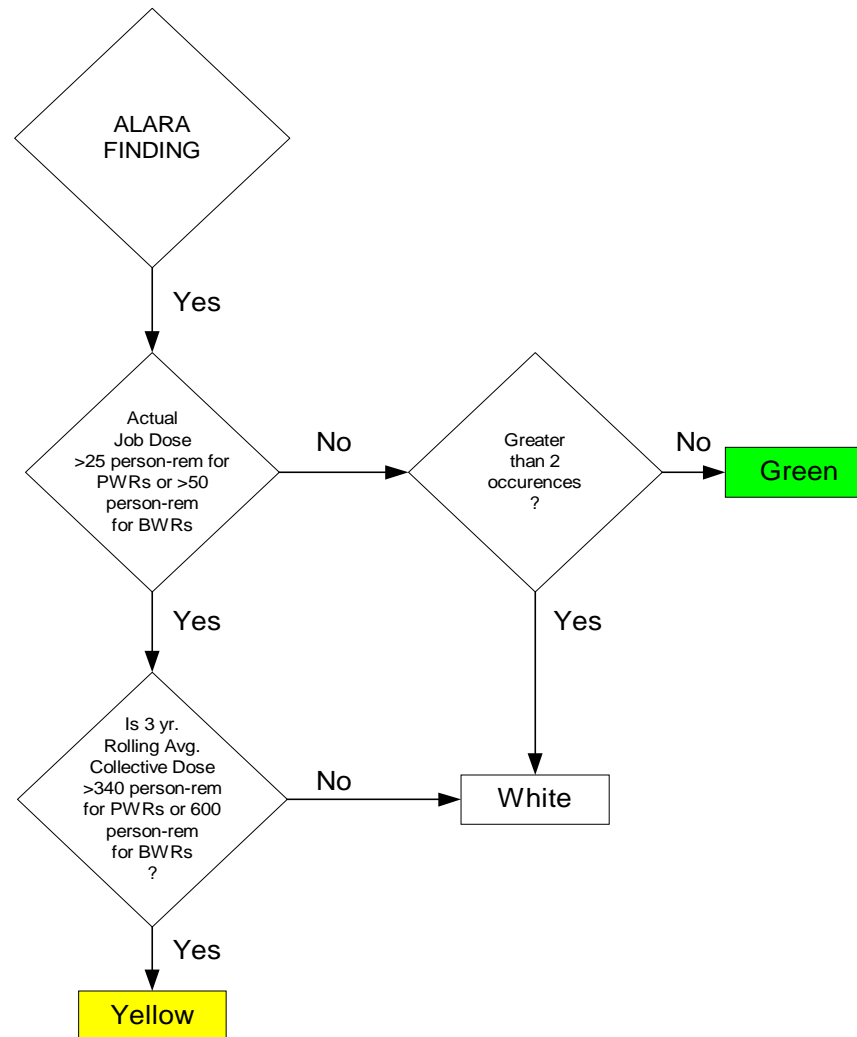 ALARA
FINDING
Yes
Actual
Job Dose
>25 person-rem for
PWRs or >50
person-rem
for BWRs
No
Greater
than 2
occurences
?
No
Green
Yes
Yes
Is 3 yr.
Rolling Avg.
Collective Dose
>340 person-rem
for PWRs or 600
person-rem
for BWRs
?
No
White
Yes
Yellow